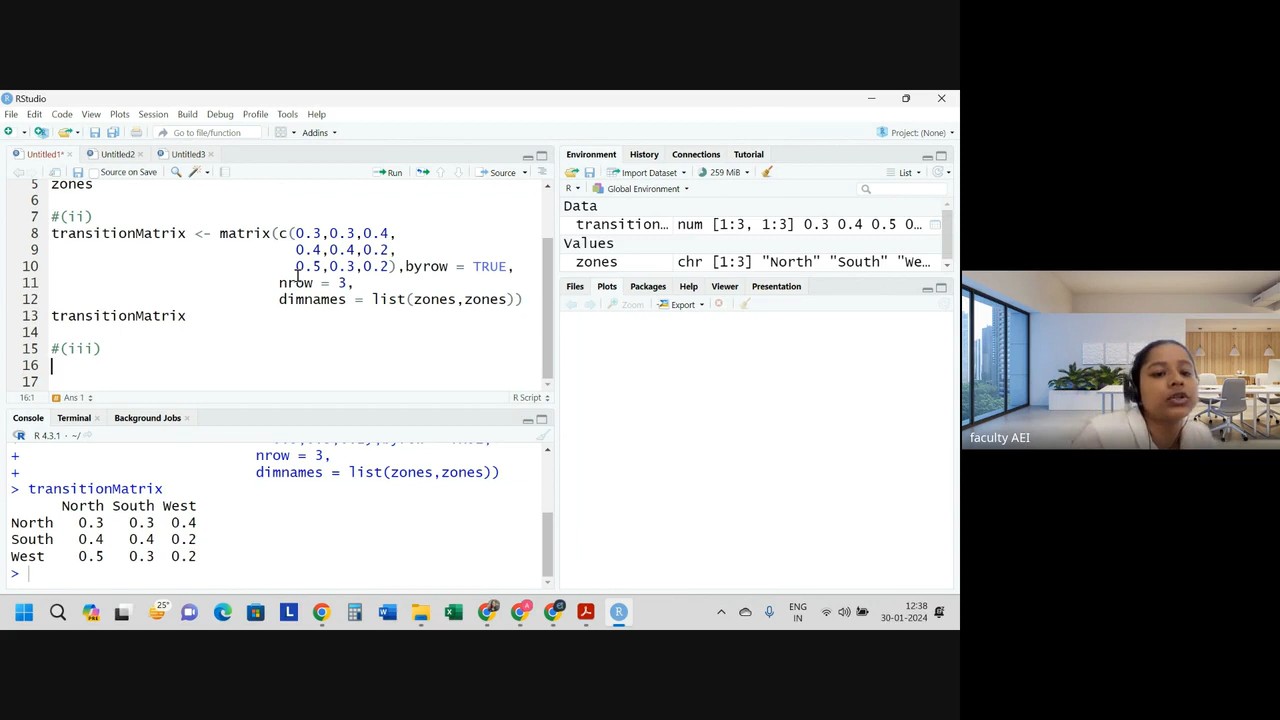 RStudio
File Edit Code View Plots Session Build Debug Profile Tools Help
Go to file/function Addins Project: (None)
Untitled1* Untitled2 Untitled3
Source on Save Run Source
5 zones
6
7 #(ii)
8 transitionMatrix <- matrix(c(0.3,0.3,0.4,
9 0.4,0.4,0.2,
10 0.5,0.3,0.2),byrow = TRUE,
11 nrow = 3,
12 dimnames = list(zones,zones))
13 transitionMatrix
14
15 #(iii)
16
17
16:1 Ans 1 R Script
Console Terminal Background Jobs
R 4.3.1 · ~/
+ nrow = 3,
+ dimnames = list(zones,zones))
> transitionMatrix
North South West
North 0.3 0.3 0.4
South 0.4 0.4 0.2
West 0.5 0.3 0.2
>
Environment History Connections Tutorial
Import Dataset 259 MiB List
R Global Environment
Data
transition… num [1:3, 1:3] 0.3 0.4 0.5 0…
Values
zones chr [1:3] "North" "South" "We…
Files Plots Packages Help Viewer Presentation
Zoom Export
faculty AEI
25°
ENG
IN
12:38
30-01-2024